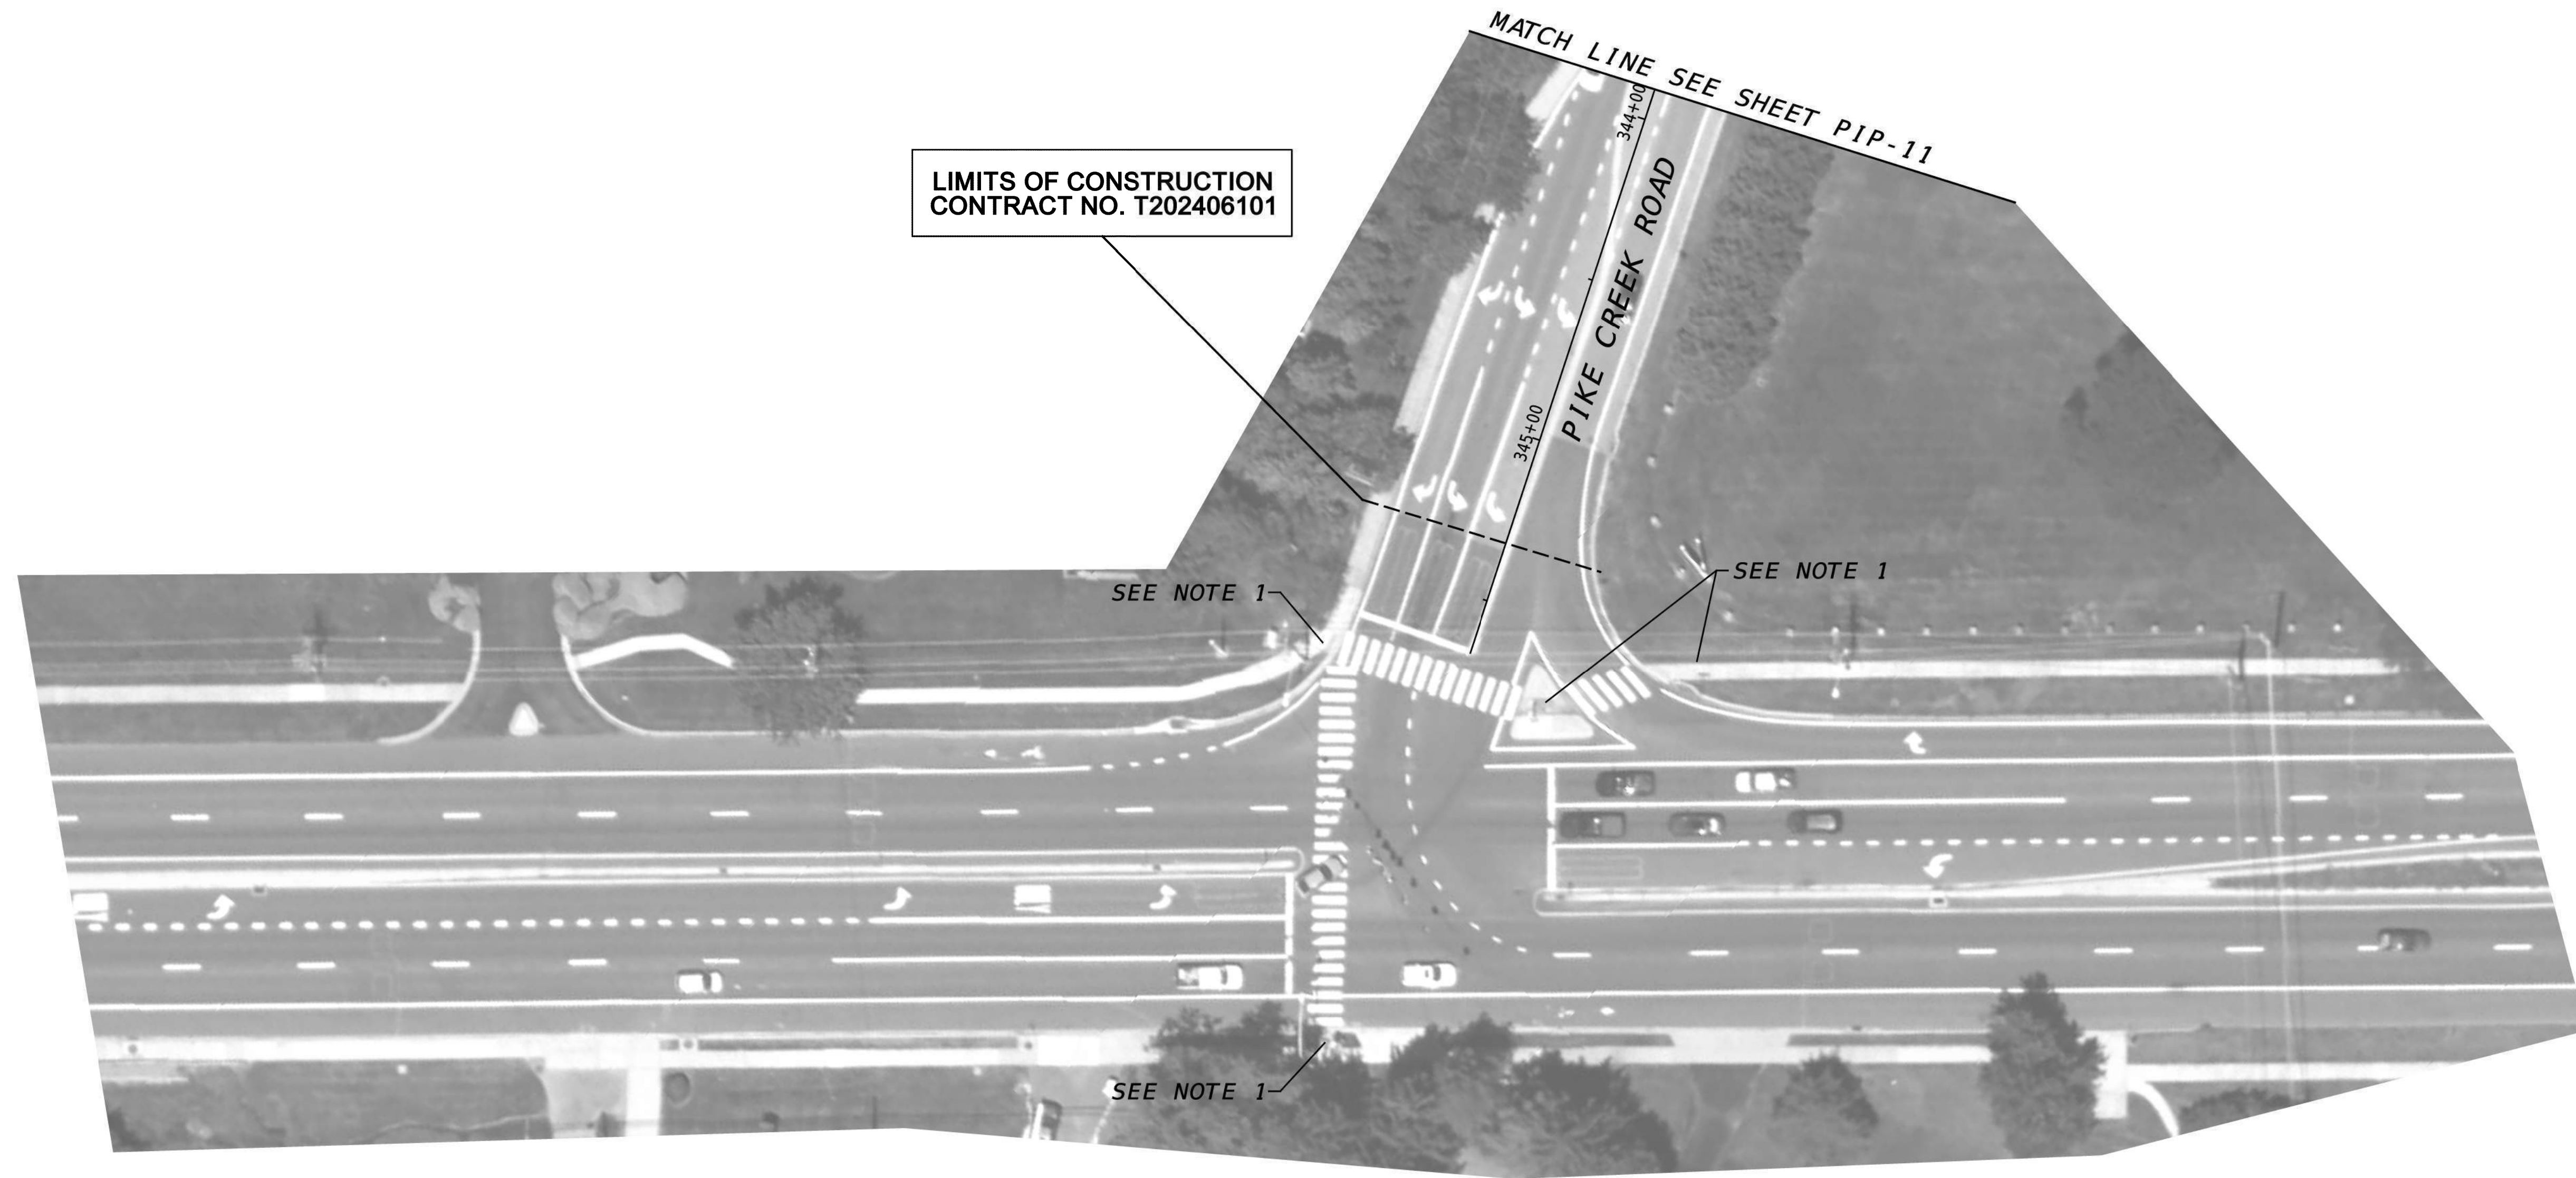 MATCH LINE SEE SHEET PIP-11
344+00
LIMITS OF CONSTRUCTION
CONTRACT NO. T202406101
PIKE CREEK ROAD
345+00
SEE NOTE 1
SEE NOTE 1
SEE NOTE 1